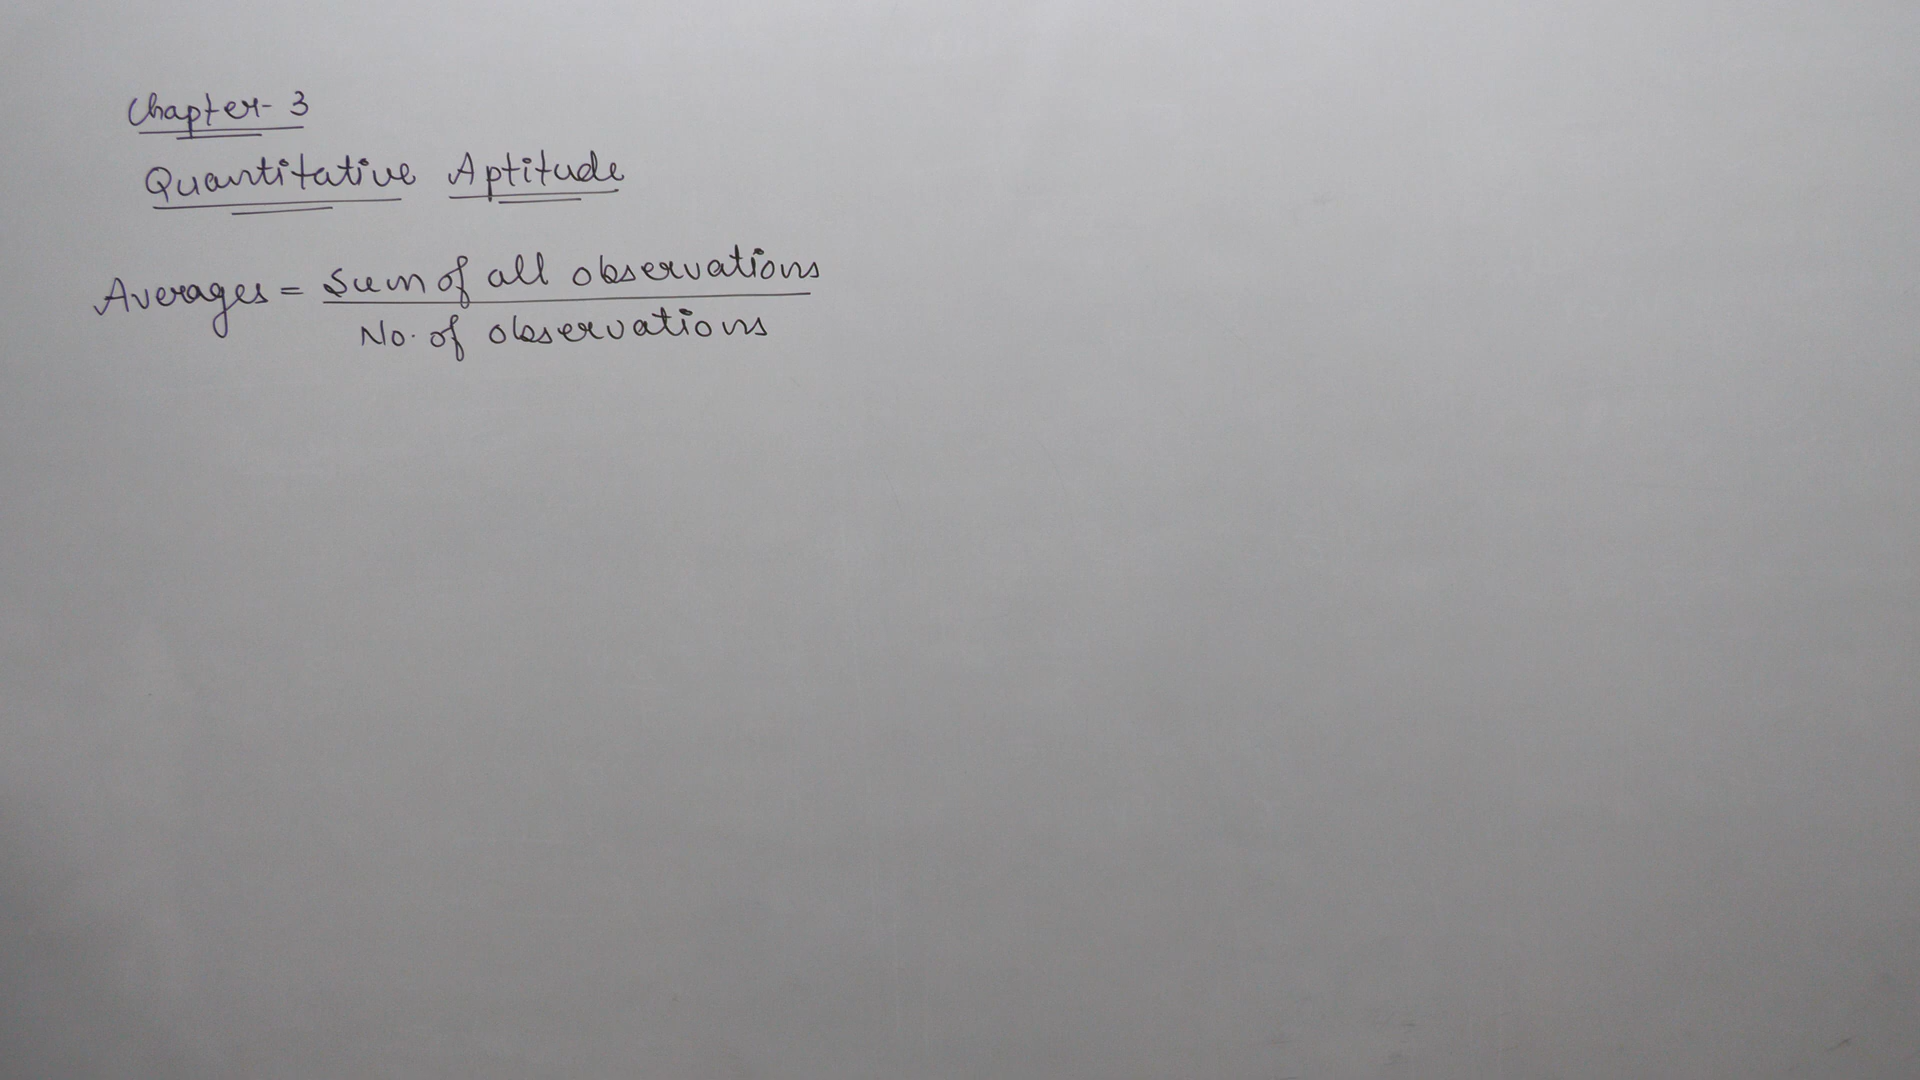 Chapter- 3
Quantitative Aptitude
Averages = Sum of all observations
No. of observations